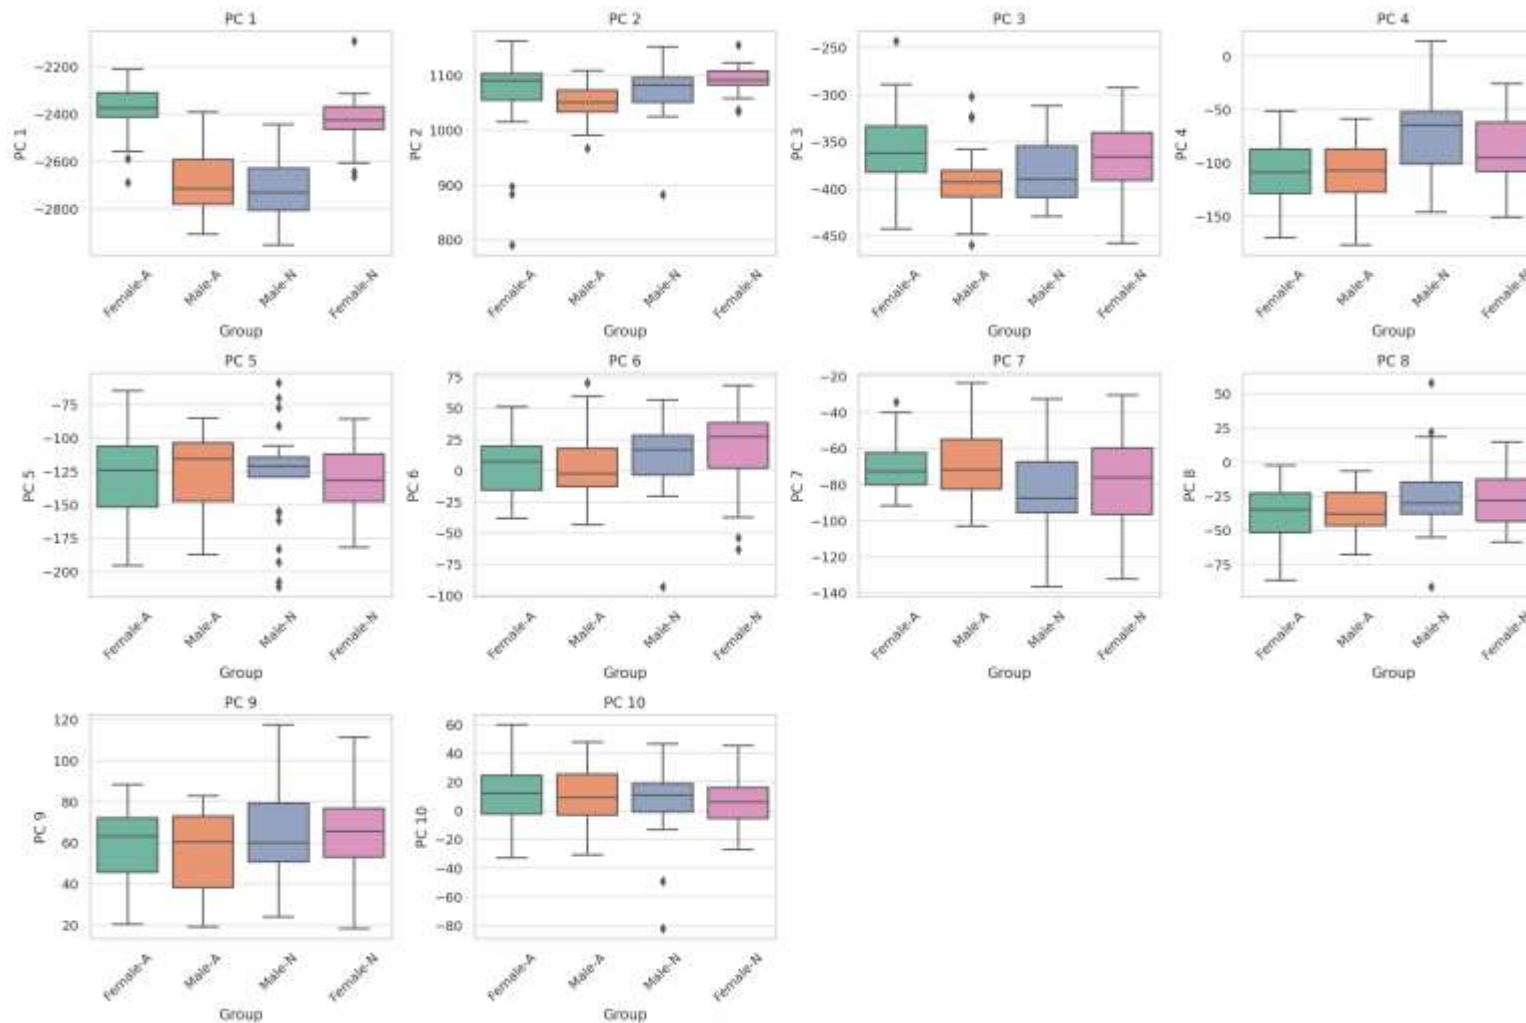 PC 1
PC 1
−2200
−2400
−2600
−2800
Female-A
Male-A
Male-N
Female-N
Group
PC 2
PC 2
1100
1000
900
800
Female-A
Male-A
Male-N
Female-N
Group
PC 3
PC 3
−250
−300
−350
−400
−450
Female-A
Male-A
Male-N
Female-N
Group
PC 4
PC 4
0
−50
−100
−150
Female-A
Male-A
Male-N
Female-N
Group
PC 5
PC 5
−75
−100
−125
−150
−175
−200
Female-A
Male-A
Male-N
Female-N
Group
PC 6
PC 6
75
50
25
0
−25
−50
−75
−100
Female-A
Male-A
Male-N
Female-N
Group
PC 7
PC 7
−20
−40
−60
−80
−100
−120
−140
Female-A
Male-A
Male-N
Female-N
Group
PC 8
PC 8
50
25
0
−25
−50
−75
Female-A
Male-A
Male-N
Female-N
Group
PC 9
PC 9
120
100
80
60
40
20
Female-A
Male-A
Male-N
Female-N
Group
PC 10
PC 10
60
40
20
0
−20
−40
−60
−80
Female-A
Male-A
Male-N
Female-N
Group